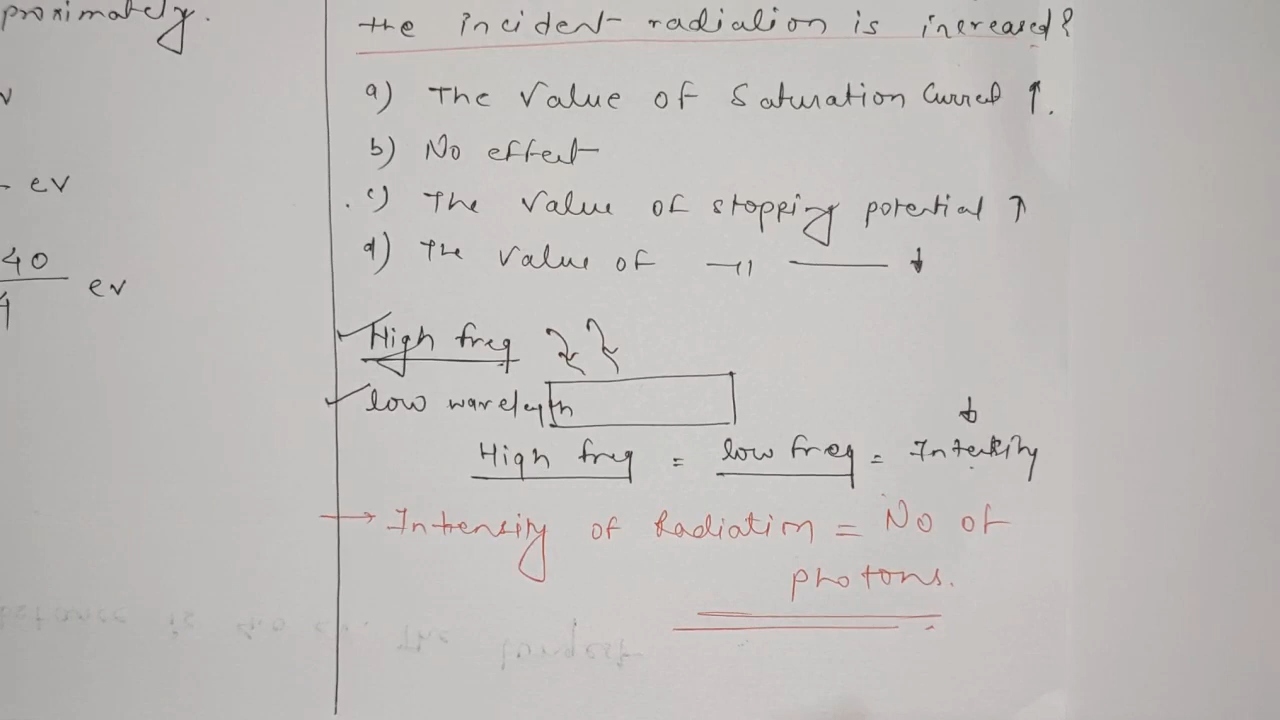 proximately.
v
- ev
40
4
ev
the incident radiation is increased?
a) The Value of Saturation Current ↑.
b) No effect
c) The Value of stopping potential ↑
d) The Value of —11— ↓
High freq
low wavelength
High freq = low freq = Intensity ↓
→ Intensity of Radiation = No of
photons.